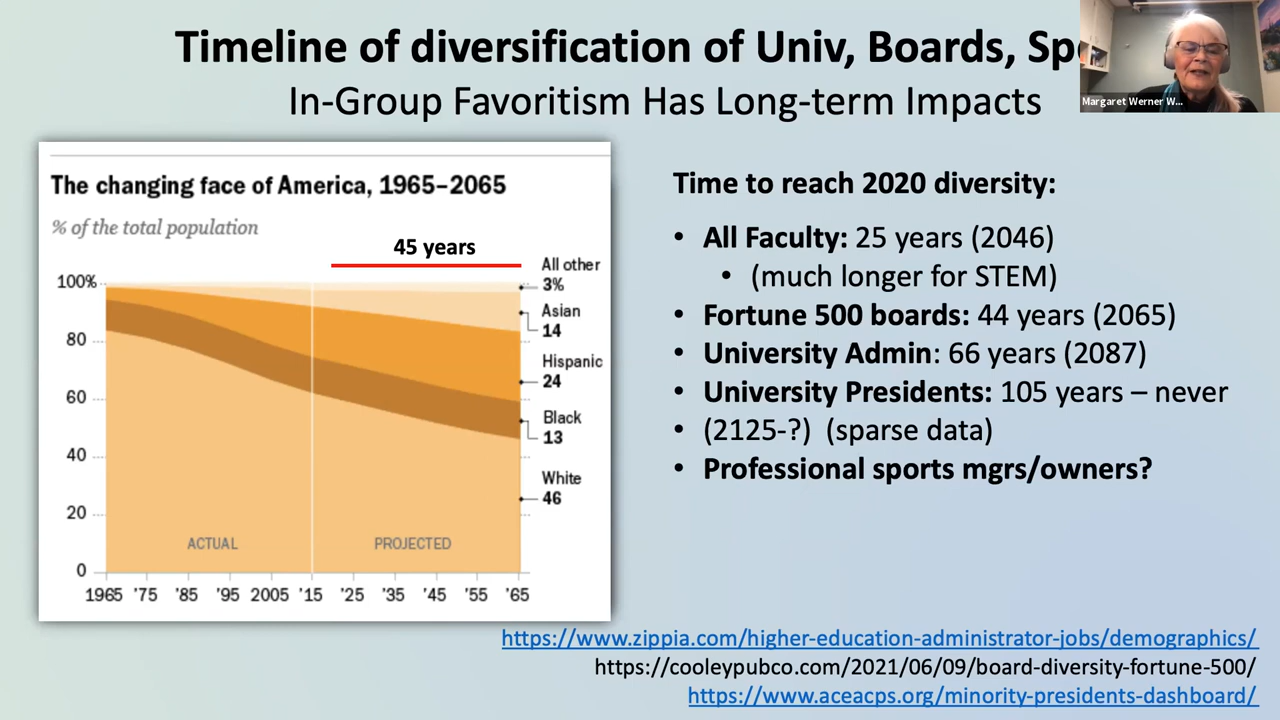 Timeline of diversification of Univ, Boards, Sp
In-Group Favoritism Has Long-term Impacts
Margaret Werner W...
The changing face of America, 1965–2065
% of the total population
45 years
100%
80
60
40
20
0
All other
3%
Asian
14
Hispanic
24
Black
13
White
46
ACTUAL
PROJECTED
1965 '75 '85 '95 2005 '15 '25 '35 '45 '55 '65
Time to reach 2020 diversity:
• All Faculty: 25 years (2046)
• (much longer for STEM)
• Fortune 500 boards: 44 years (2065)
• University Admin: 66 years (2087)
• University Presidents: 105 years – never
• (2125-?) (sparse data)
• Professional sports mgrs/owners?
https://www.zippia.com/higher-education-administrator-jobs/demographics/
https://cooleypubco.com/2021/06/09/board-diversity-fortune-500/
https://www.aceacps.org/minority-presidents-dashboard/